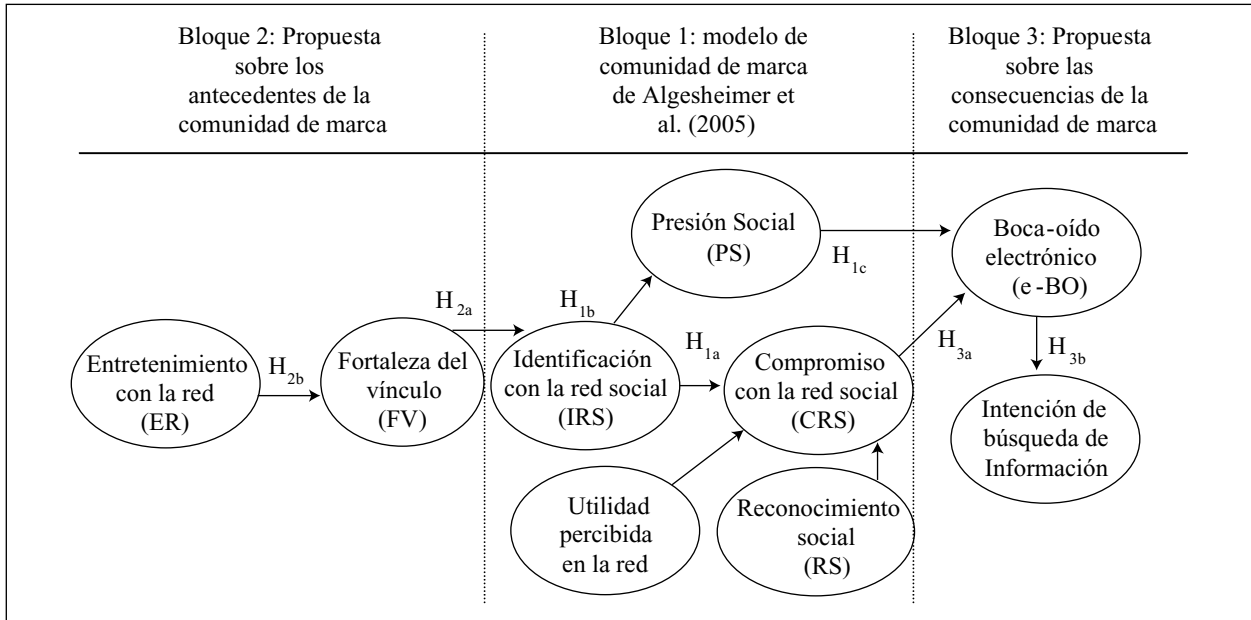 Bloque 2: Propuesta
sobre los
antecedentes de la
comunidad de marca
Bloque 1: modelo de
comunidad de marca
de Algesheimer et
al. (2005)
Bloque 3: Propuesta
sobre las
consecuencias de la
comunidad de marca
Presión Social
(PS)
H1c
Boca-oído
electrónico
(e -BO)
H2a
H1b
H1a
H3a
H3b
Entretenimiento
con la red
(ER)
H2b
Fortaleza del
vínculo
(FV)
Identificación
con la red social
(IRS)
Compromiso
con la red social
(CRS)
Intención de
búsqueda de
Información
Utilidad
percibida
en la red
Reconocimiento
social
(RS)